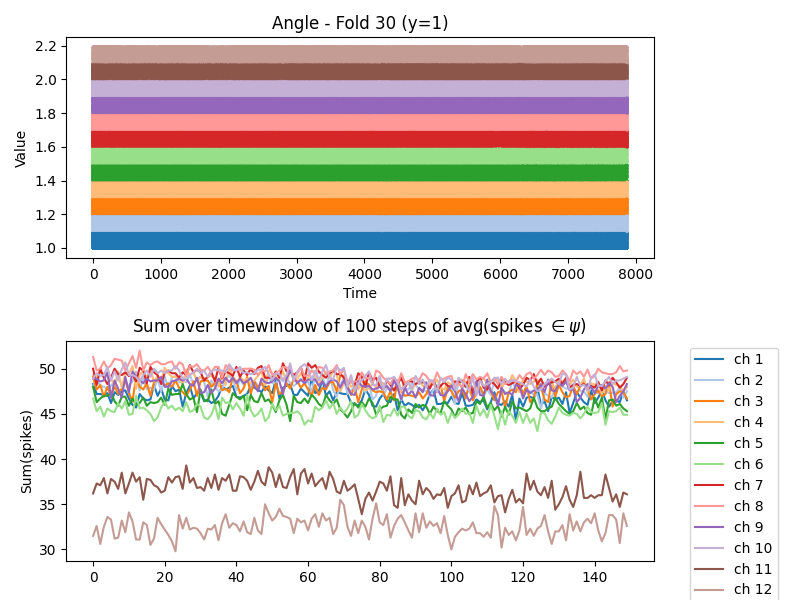 Angle - Fold 30 (y=1)
2.2
2.0
1.8
1.6
1.4
1.2
1.0
Value
0 1000 2000 3000 4000 5000 6000 7000 8000
Time
Sum over timewindow of 100 steps of avg(spikes ∈ψ)
50
45
40
35
30
Sum(spikes)
0 20 40 60 80 100 120 140
ch 1
ch 2
ch 3
ch 4
ch 5
ch 6
ch 7
ch 8
ch 9
ch 10
ch 11
ch 12